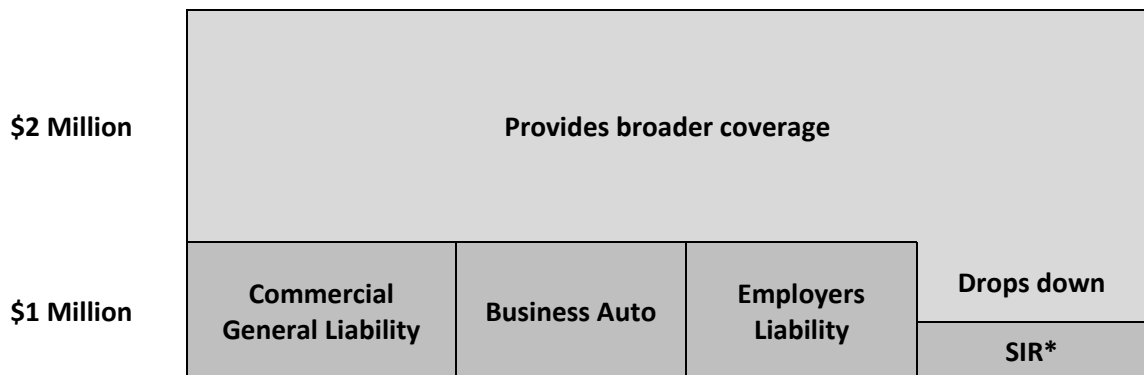 $2 Million
Provides broader coverage
$1 Million
Commercial
General Liability
Business Auto
Employers
Liability
Drops down
SIR*